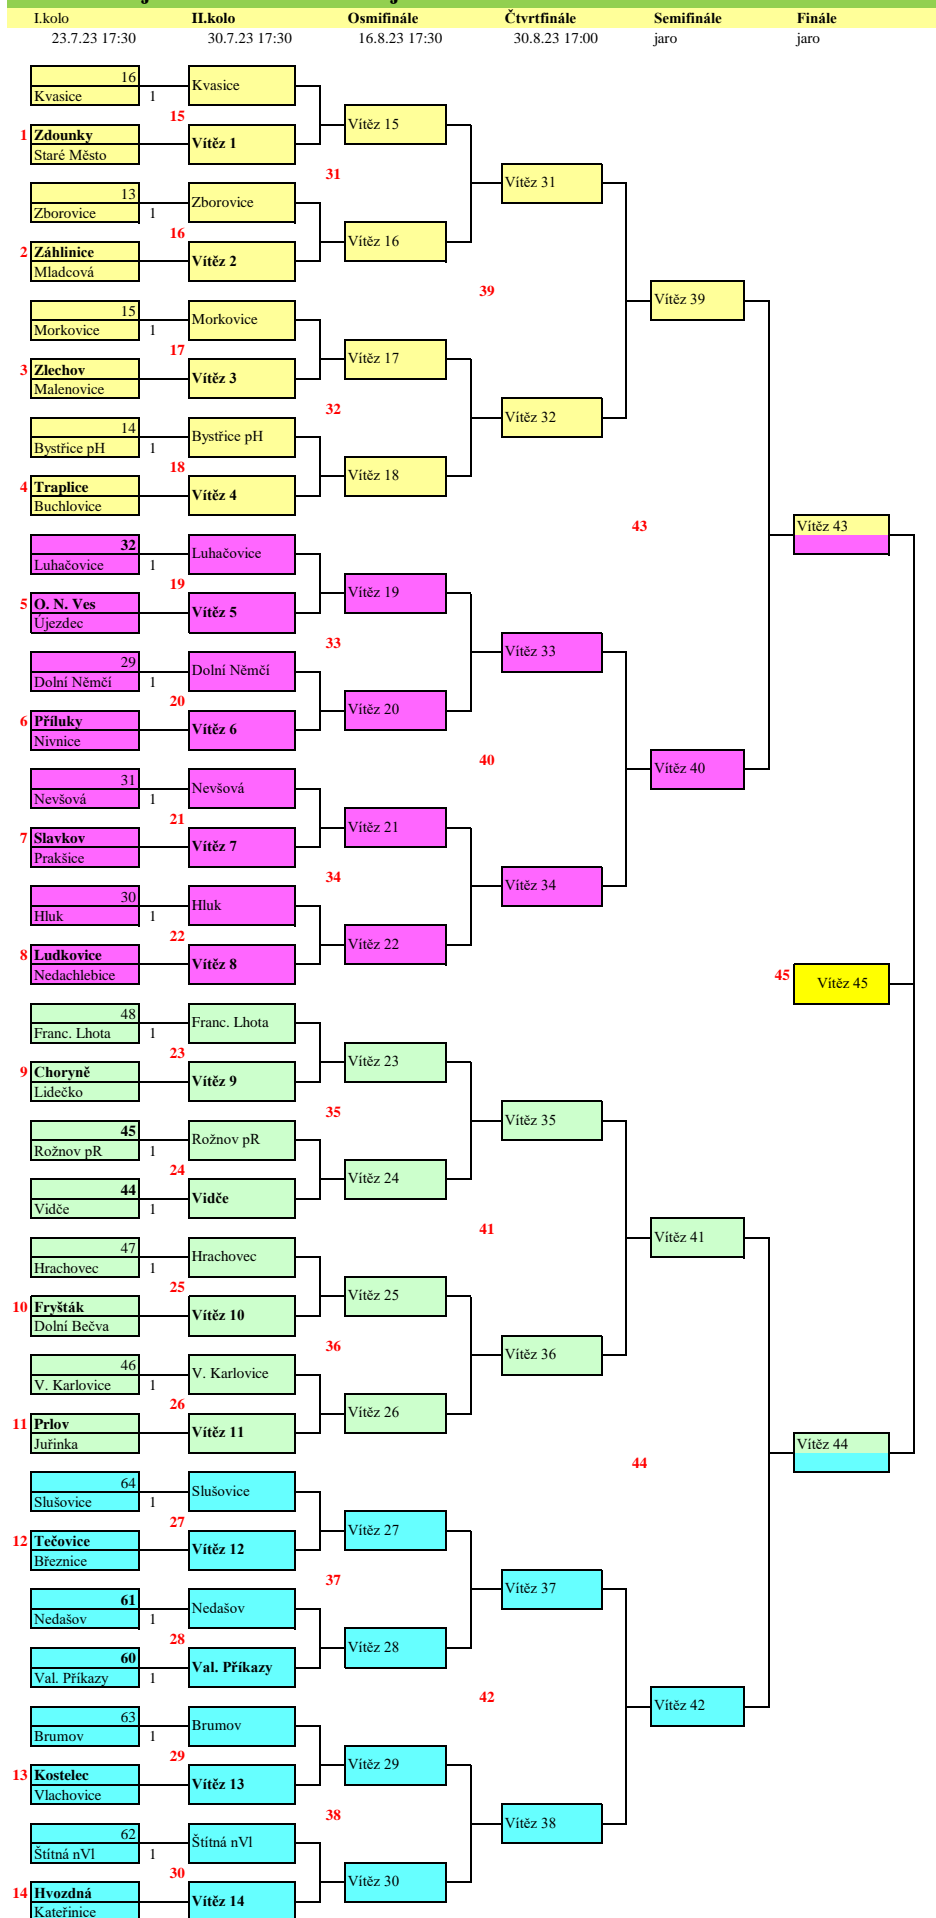 I.kolo II.kolo Osmifinále Čtvrtfinále Semifinále Finále
23.7.23 17:30 30.7.23 17:30 16.8.23 17:30 30.8.23 17:00 jaro jaro
16 Kvasice
Kvasice 1
15 Vítěz 15
1 Zdounky Vítěz 1
Staré Město
31
13 Zborovice Vítěz 31
Zborovice 1
16 Vítěz 16
2 Záhlinice Vítěz 2
Mladcová
39
15 Morkovice Vítěz 39
Morkovice 1
17 Vítěz 17
3 Zlechov Vítěz 3
Malenovice
32
14 Bystřice pH Vítěz 32
Bystřice pH 1
18 Vítěz 18
4 Traplice Vítěz 4
Buchlovice
43 Vítěz 43
32 Luhačovice
Luhačovice 1
19 Vítěz 19
5 O. N. Ves Vítěz 5
Újezdec
33
29 Dolní Němčí Vítěz 33
Dolní Němčí 1
20 Vítěz 20
6 Příluky Vítěz 6
Nivnice
40 Vítěz 40
31 Nevšová
Nevšová 1
21 Vítěz 21
7 Slavkov Vítěz 7
Prakšice
34
30 Hluk Vítěz 34
Hluk 1
22 Vítěz 22
8 Ludkovice Vítěz 8
Nedachlebice
45 Vítěz 45
48 Franc. Lhota
Franc. Lhota 1
23 Vítěz 23
9 Choryně Vítěz 9
Lidečko
35
45 Rožnov pR Vítěz 35
Rožnov pR 1
24 Vítěz 24
44 Vidče
Vidče 1
41 Vítěz 41
47 Hrachovec
Hrachovec 1
25 Vítěz 25
10 Fryšták Vítěz 10
Dolní Bečva
36
46 V. Karlovice Vítěz 36
V. Karlovice 1
26 Vítěz 26
11 Prlov Vítěz 11
Juřinka
44 Vítěz 44
64 Slušovice
Slušovice 1
27 Vítěz 27
12 Tečovice Vítěz 12
Březnice
37
61 Nedašov Vítěz 37
Nedašov 1
28 Vítěz 28
60 Val. Příkazy
Val. Příkazy 1
42 Vítěz 42
63 Brumov
Brumov 1
29 Vítěz 29
13 Kostelec Vítěz 13
Vlachovice
38
62 Štítná nVl Vítěz 38
Štítná nVl 1
30 Vítěz 30
14 Hvozdná Vítěz 14
Kateřinice